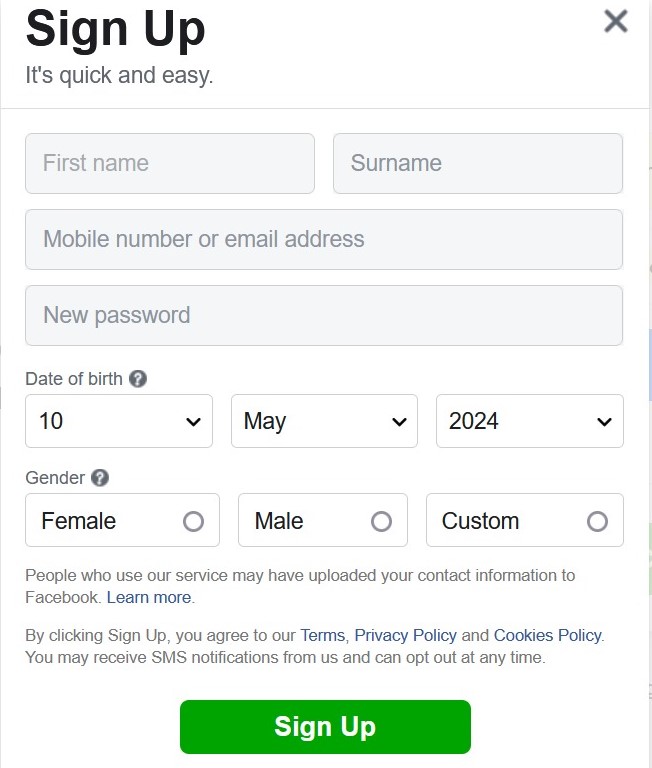 Sign Up
It's quick and easy.
First name Surname
Mobile number or email address
New password
Date of birth ?
10 May 2024
Gender ?
Female Male Custom
People who use our service may have uploaded your contact information to
Facebook. Learn more.
By clicking Sign Up, you agree to our Terms, Privacy Policy and Cookies Policy.
You may receive SMS notifications from us and can opt out at any time.
Sign Up